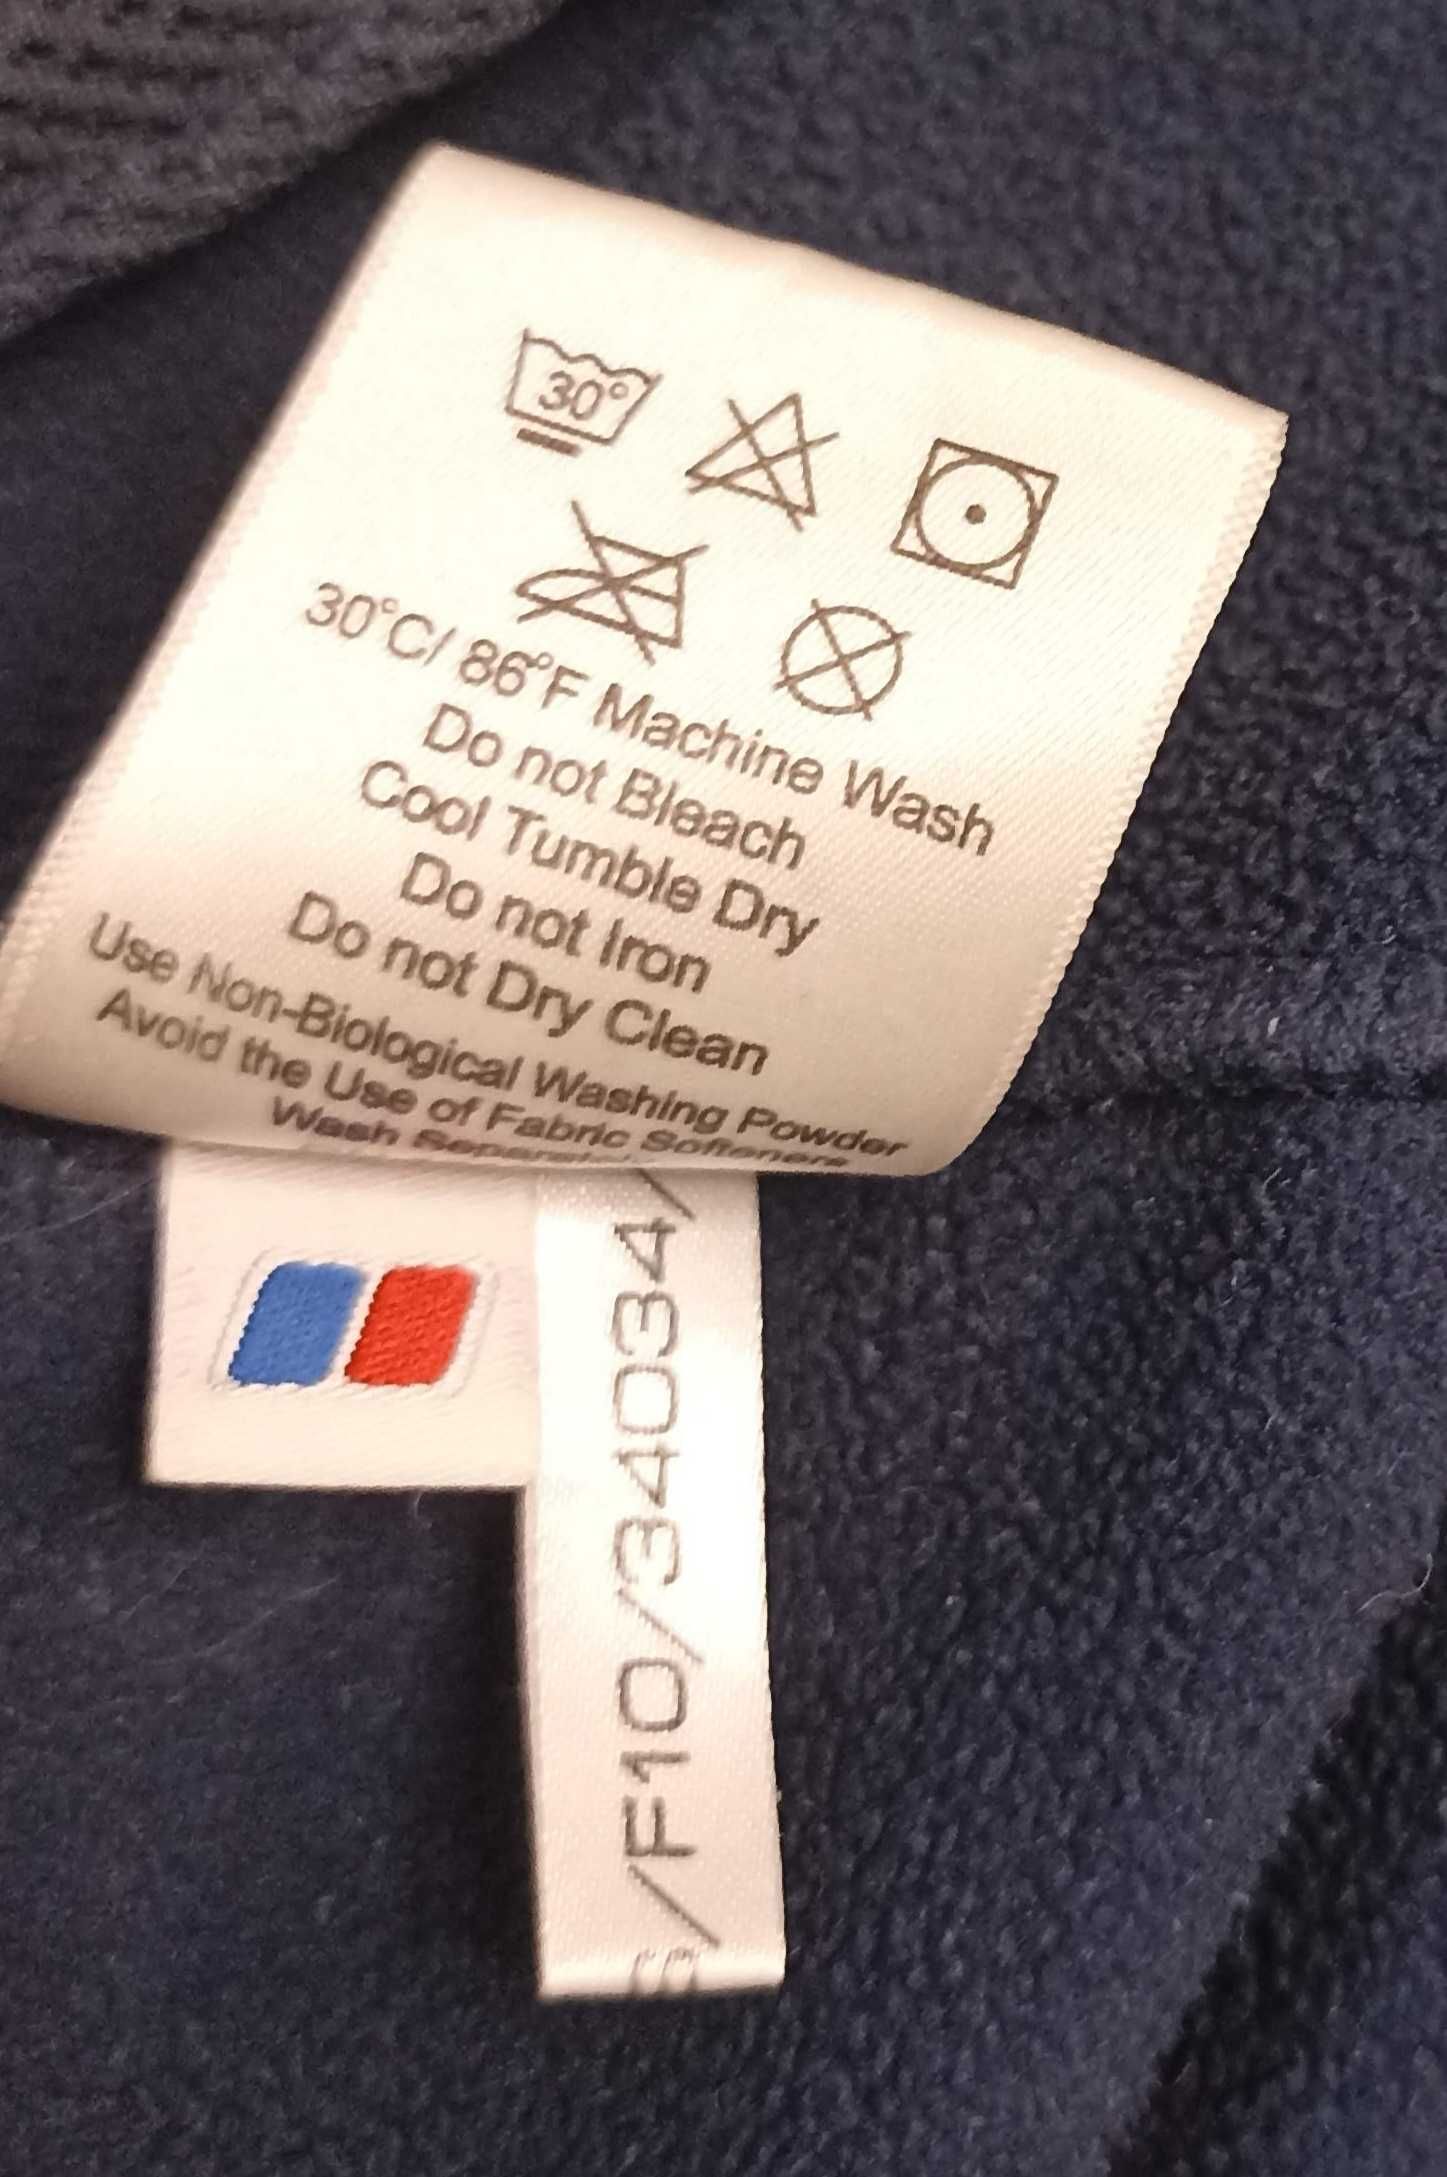 30°
30°C/ 86°F Machine Wash
Do not Bleach
Cool Tumble Dry
Do not Iron
Do not Dry Clean
Use Non-Biological Washing Powder
Avoid the Use of Fabric Softeners
Wash
/F10/34034/